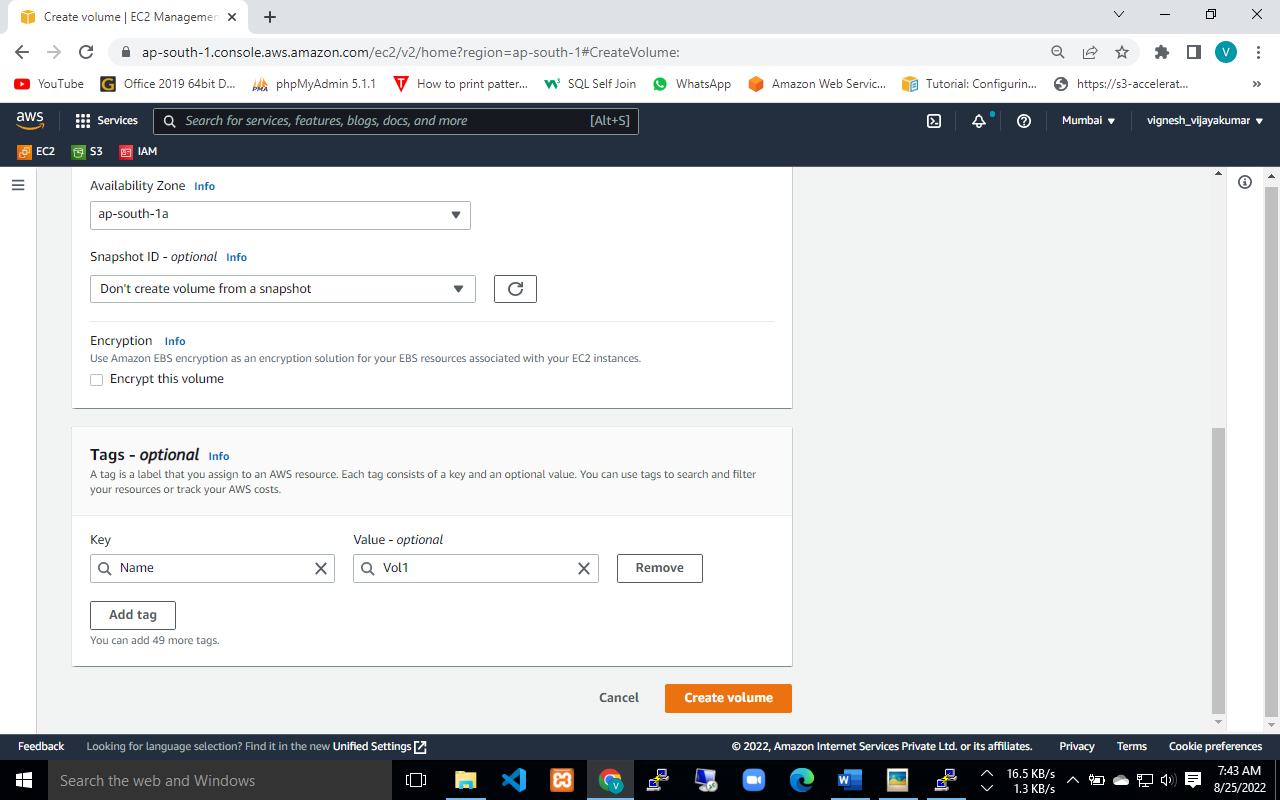 Create volume | EC2 Managemen
ap-south-1.console.aws.amazon.com/ec2/v2/home?region=ap-south-1#CreateVolume:
V
YouTube
Office 2019 64bit D...
PMA
phpMyAdmin 5.1.1
How to print patter...
SQL Self Join
WhatsApp
Amazon Web Servic...
Tutorial: Configurin...
https://s3-accelerat...
»
aws
Services
Search for services, features, blogs, docs, and more
[Alt+S]
Mumbai
vignesh_vijayakumar
EC2
S3
IAM
Availability Zone Info
ap-south-1a
Snapshot ID - optional Info
Don't create volume from a snapshot
Encryption Info
Use Amazon EBS encryption as an encryption solution for your EBS resources associated with your EC2 instances.
Encrypt this volume
Tags - optional Info
A tag is a label that you assign to an AWS resource. Each tag consists of a key and an optional value. You can use tags to search and filter
your resources or track your AWS costs.
Key
Value - optional
Name
Vol1
Remove
Add tag
You can add 49 more tags.
Cancel
Create volume
Feedback
Looking for language selection? Find it in the new Unified Settings
© 2022, Amazon Internet Services Private Ltd. or its affiliates.
Privacy
Terms
Cookie preferences
Search the web and Windows
16.5 KB/s
1.3 KB/s
7:43 AM
8/25/2022